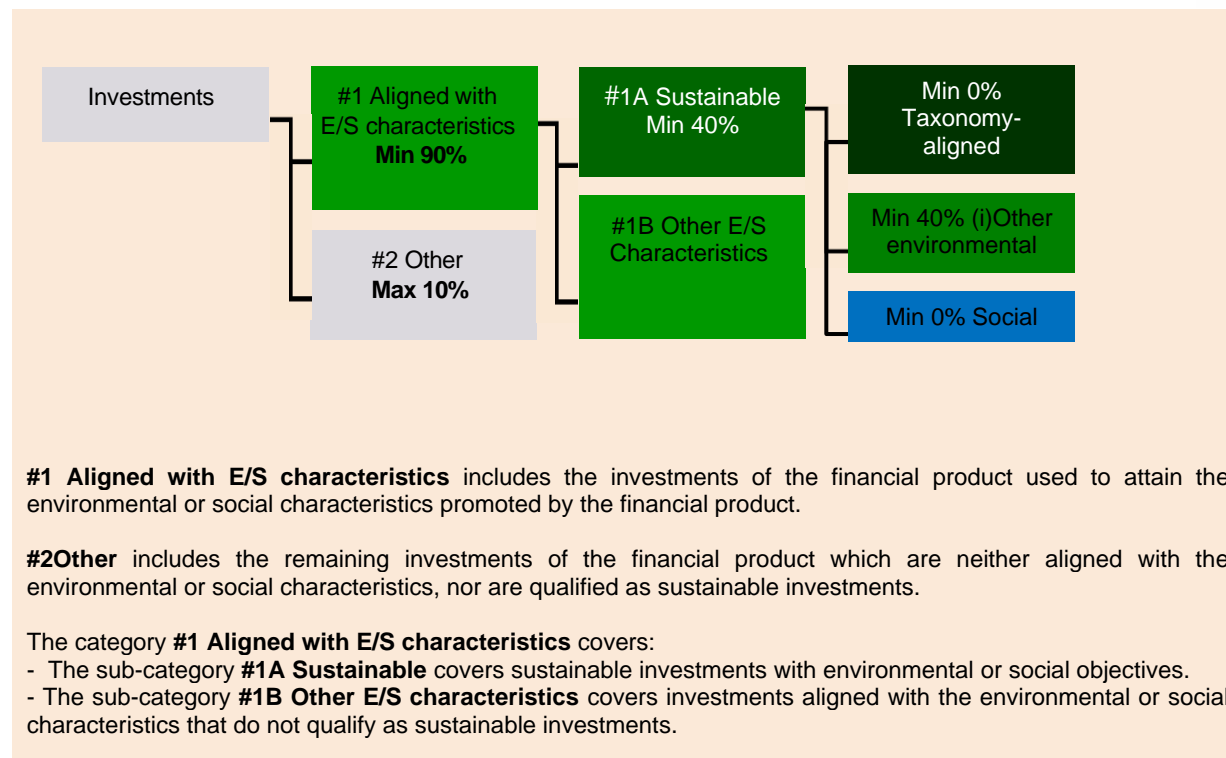 Investments
#1 Aligned with
E/S characteristics
Min 90%
#2 Other
Max 10%
#1A Sustainable
Min 40%
#1B Other E/S
Characteristics
Min 0%
Taxonomy-
aligned
Min 40% (i)Other
environmental
Min 0% Social
#1 Aligned with E/S characteristics includes the investments of the financial product used to attain the
environmental or social characteristics promoted by the financial product.
#2Other includes the remaining investments of the financial product which are neither aligned with the
environmental or social characteristics, nor are qualified as sustainable investments.
The category #1 Aligned with E/S characteristics covers:
- The sub-category #1A Sustainable covers sustainable investments with environmental or social objectives.
- The sub-category #1B Other E/S characteristics covers investments aligned with the environmental or social
characteristics that do not qualify as sustainable investments.